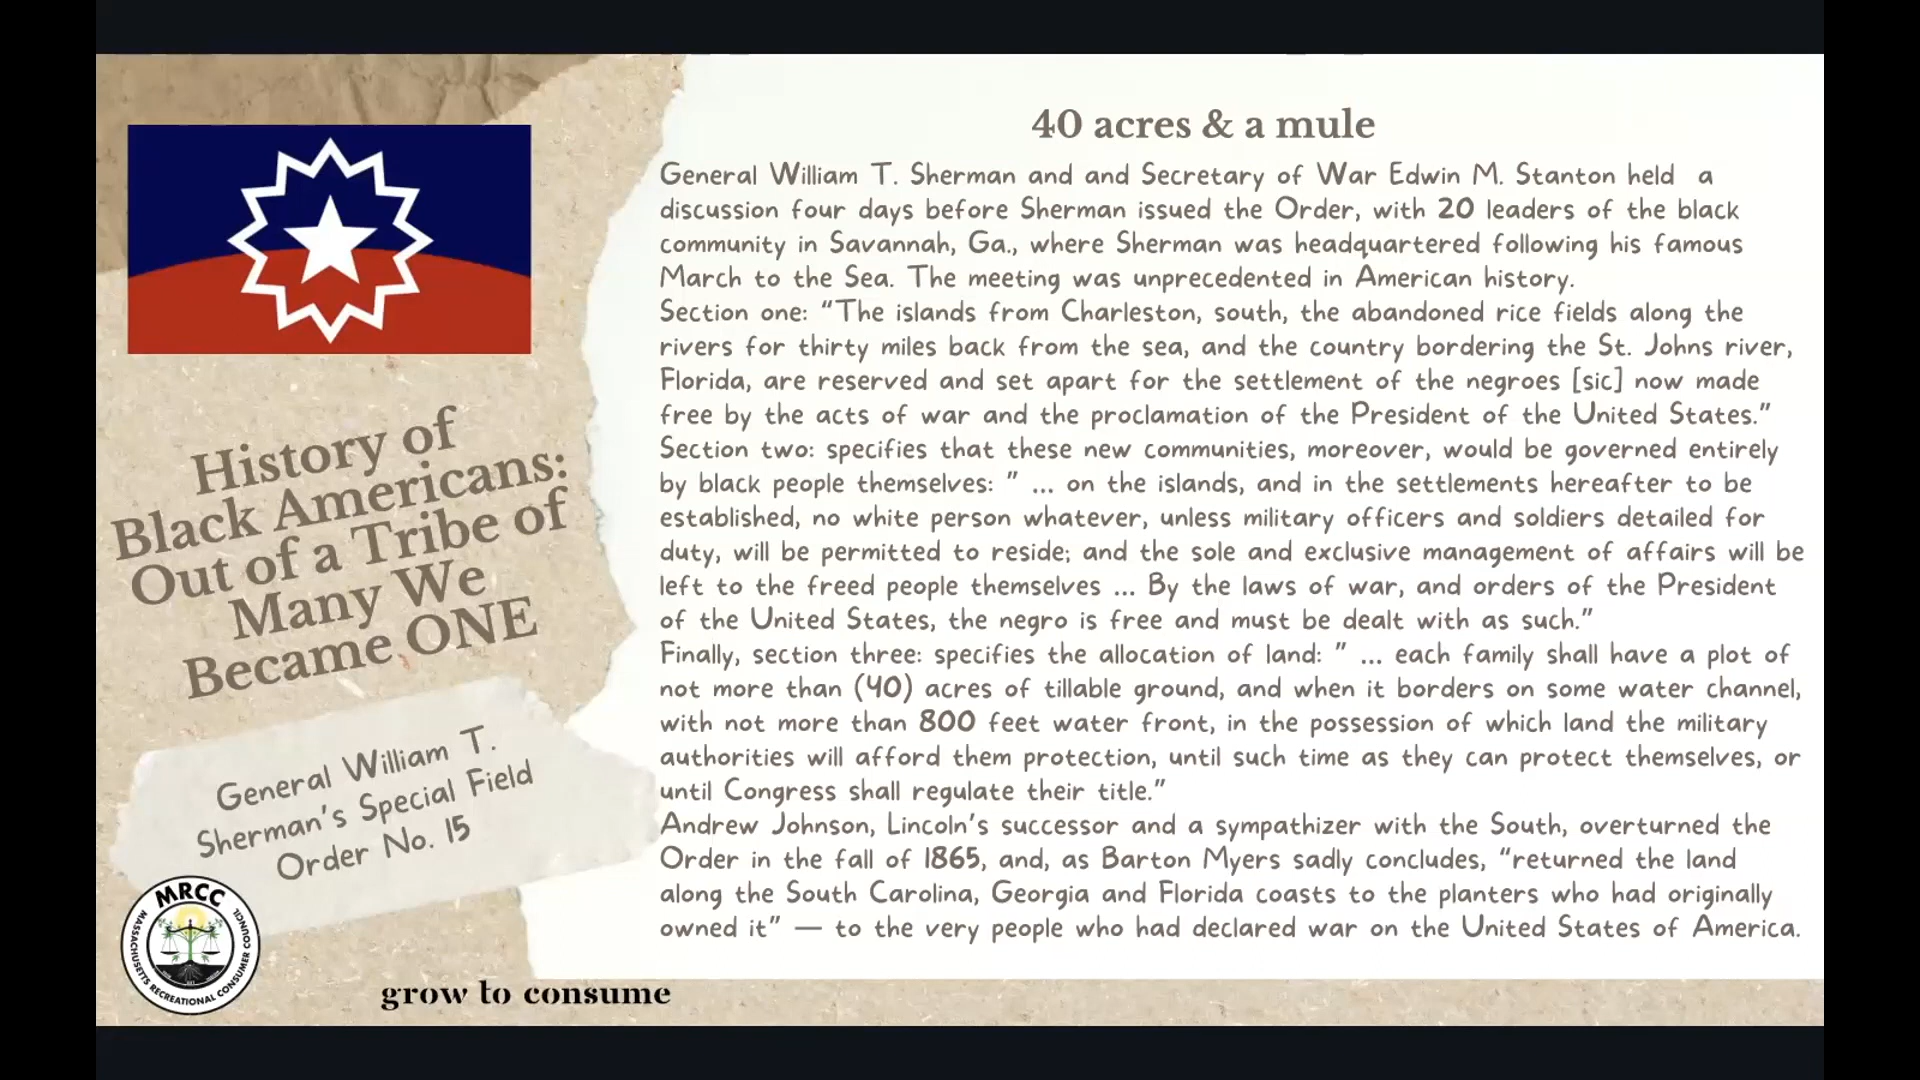 History of
Black Americans:
Out of a Tribe of
Many We
Became ONE
General William T.
Sherman's Special Field
Order No. 15
MRCC
MASSACHUSETTS RECREATIONAL CONSUMER COUNCIL
grow to consume
40 acres & a mule
General William T. Sherman and and Secretary of War Edwin M. Stanton held a
discussion four days before Sherman issued the Order, with 20 leaders of the black
community in Savannah, Ga., where Sherman was headquartered following his famous
March to the Sea. The meeting was unprecedented in American history.
Section one: “The islands from Charleston, south, the abandoned rice fields along the
rivers for thirty miles back from the sea, and the country bordering the St. Johns river,
Florida, are reserved and set apart for the settlement of the negroes [sic] now made
free by the acts of war and the proclamation of the President of the United States.”
Section two: specifies that these new communities, moreover, would be governed entirely
by black people themselves: ” ... on the islands, and in the settlements hereafter to be
established, no white person whatever, unless military officers and soldiers detailed for
duty, will be permitted to reside; and the sole and exclusive management of affairs will be
left to the freed people themselves ... By the laws of war, and orders of the President
of the United States, the negro is free and must be dealt with as such.”
Finally, section three: specifies the allocation of land: ” ... each family shall have a plot of
not more than (40) acres of tillable ground, and when it borders on some water channel,
with not more than 800 feet water front, in the possession of which land the military
authorities will afford them protection, until such time as they can protect themselves, or
until Congress shall regulate their title.”
Andrew Johnson, Lincoln’s successor and a sympathizer with the South, overturned the
Order in the fall of 1865, and, as Barton Myers sadly concludes, “returned the land
along the South Carolina, Georgia and Florida coasts to the planters who had originally
owned it” — to the very people who had declared war on the United States of America.